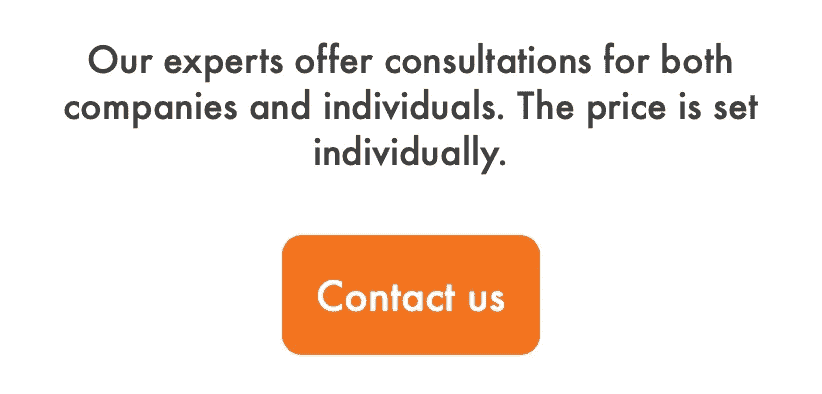 Our experts offer consultations for both
companies and individuals. The price is set
individually.
Contact us